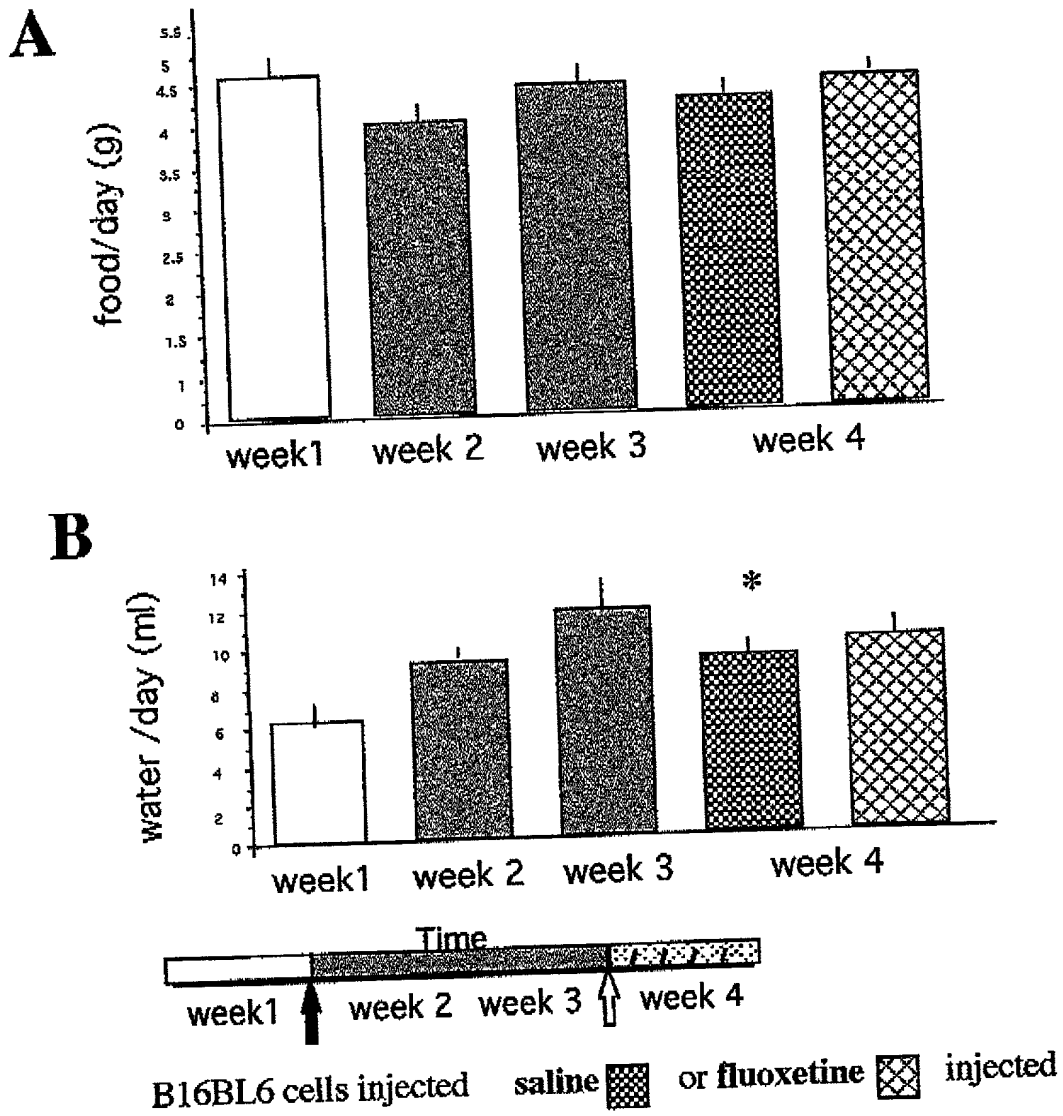 A
5.5
5
4.5
4
3.5
3
2.5
2
1.5
1
0
food/day (g)
week1 week 2 week 3 week 4
B
14
12
10
8
6
4
2
0
water /day (ml)
*
week1 week 2 week 3 week 4
Time
week1 week 2 week 3 week 4
B16BL6 cells injected saline or fluoxetine injected